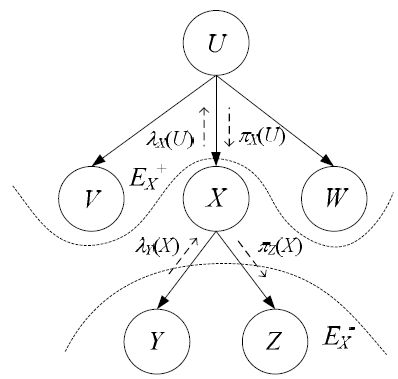 U
λX(U) πX(U)
V EX+ X W
λY(X) πZ(X)
Y Z EX-